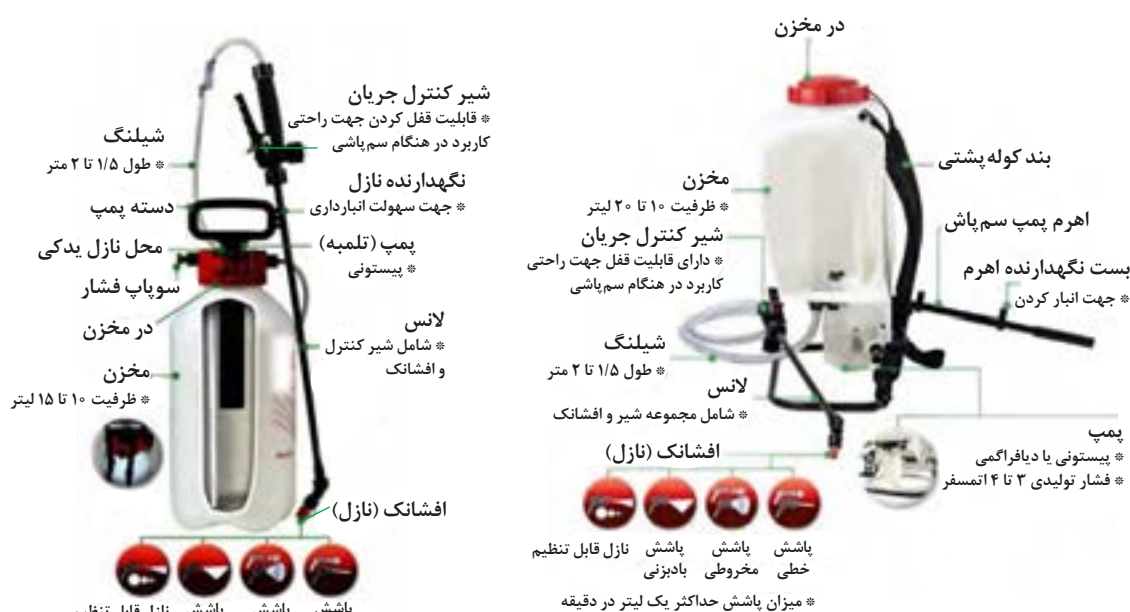 در مخزن
بند کوله پشتی
مخزن
* ظرفیت ۱۰ تا ۲۰ لیتر
اهرم پمپ سم‌پاش
شیر کنترل جریان
* دارای قابلیت قفل جهت راحتی
کاربرد در هنگام سم‌پاشی
بست نگهدارنده اهرم
* جهت انبار کردن
شیلنگ
* طول ۱/۵ تا ۲ متر
لانس
* شامل مجموعه شیر و افشانک
پمپ
* پیستونی یا دیافراگمی
* فشار تولیدی ۳ تا ۴ اتمسفر
افشانک (نازل)
پاشش خطی
پاشش مخروطی
پاشش بادبزنی
نازل قابل تنظیم
* میزان پاشش حداکثر یک لیتر در دقیقه
شیر کنترل جریان
* قابلیت قفل کردن جهت راحتی
کاربرد در هنگام سم‌پاشی
شیلنگ
* طول ۱/۵ تا ۲ متر
نگهدارنده نازل
* جهت سهولت انبارداری
دسته پمپ
پمپ (تلمبه)
* پیستونی
محل نازل یدکی
سوپاپ فشار
در مخزن
لانس
* شامل شیر کنترل
و افشانک
مخزن
* ظرفیت ۱۰ تا ۱۵ لیتر
افشانک (نازل)
پاشش
پاشش
پاشش
نازل قابل تنظیم